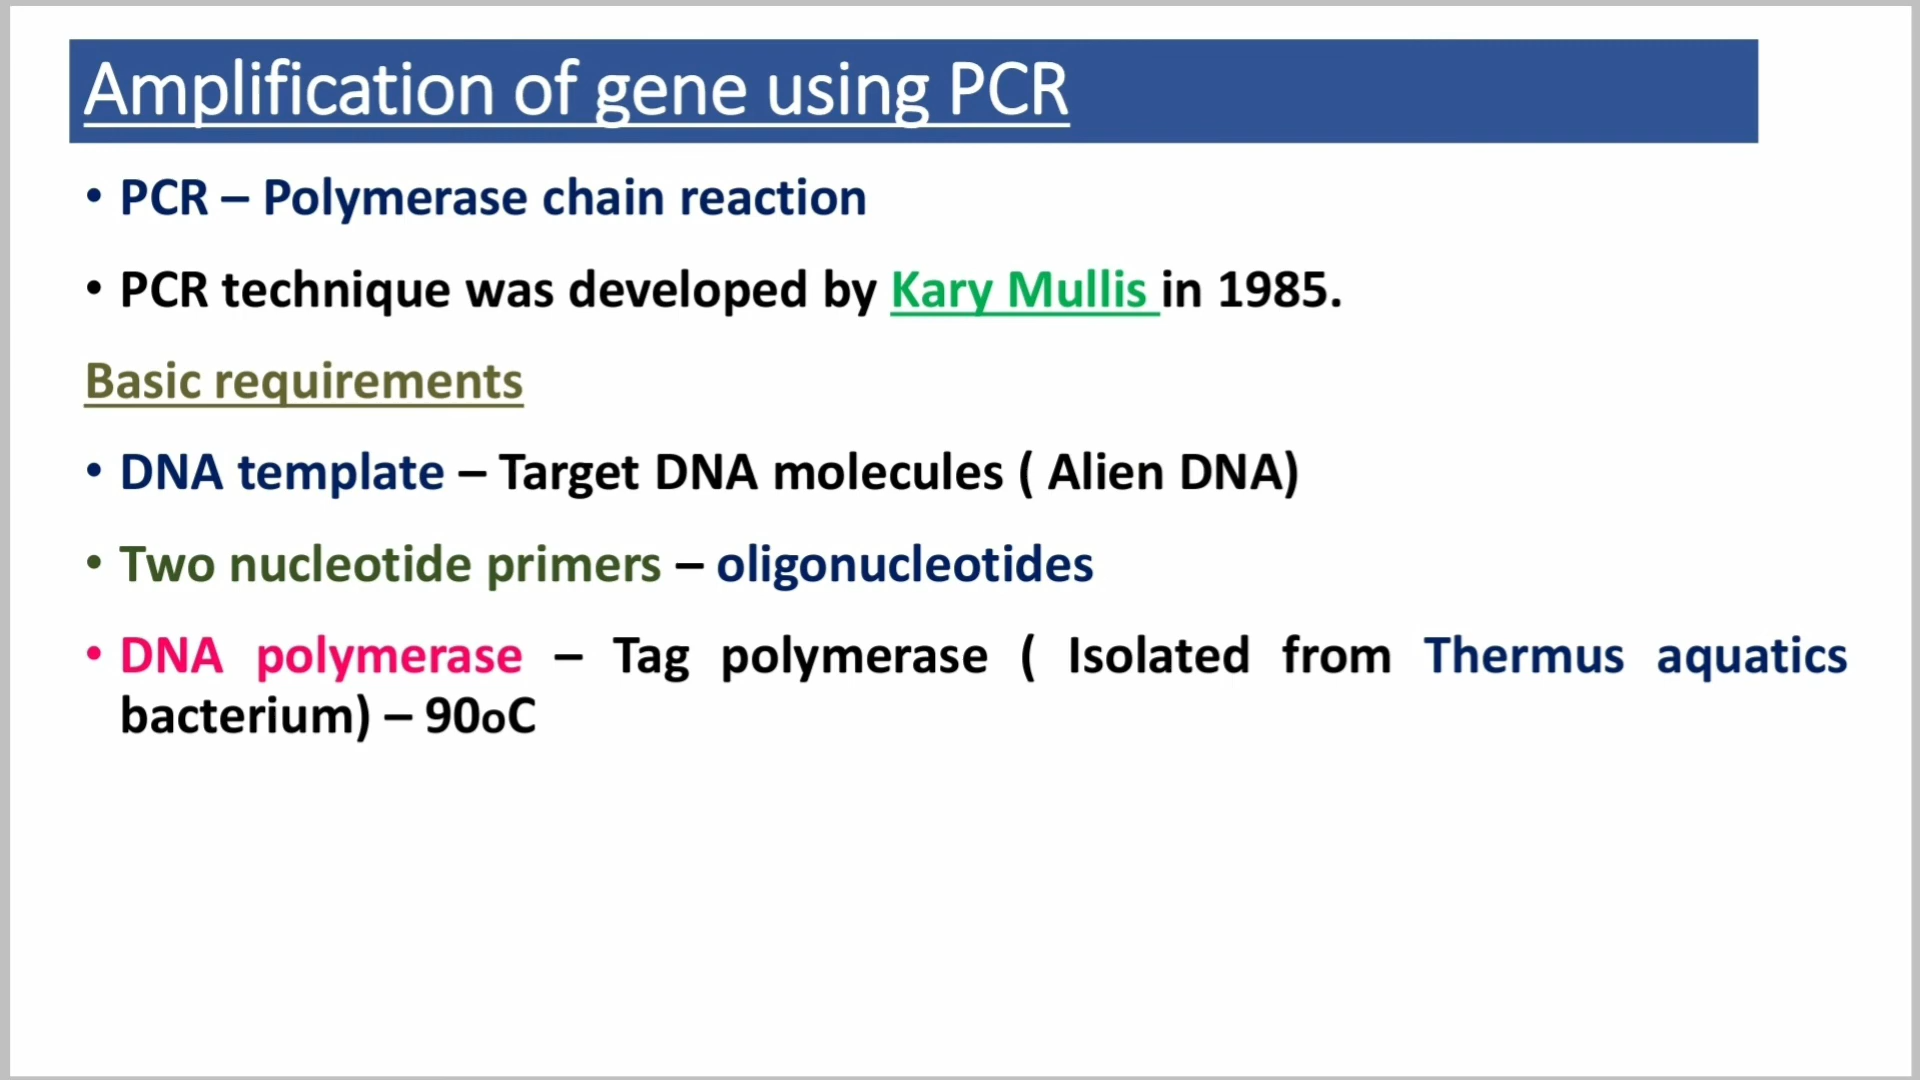 Amplification of gene using PCR
• PCR – Polymerase chain reaction
• PCR technique was developed by Kary Mullis in 1985.
Basic requirements
• DNA template – Target DNA molecules ( Alien DNA)
• Two nucleotide primers – oligonucleotides
• DNA polymerase – Tag polymerase ( Isolated from Thermus aquatics
bacterium) – 90oC